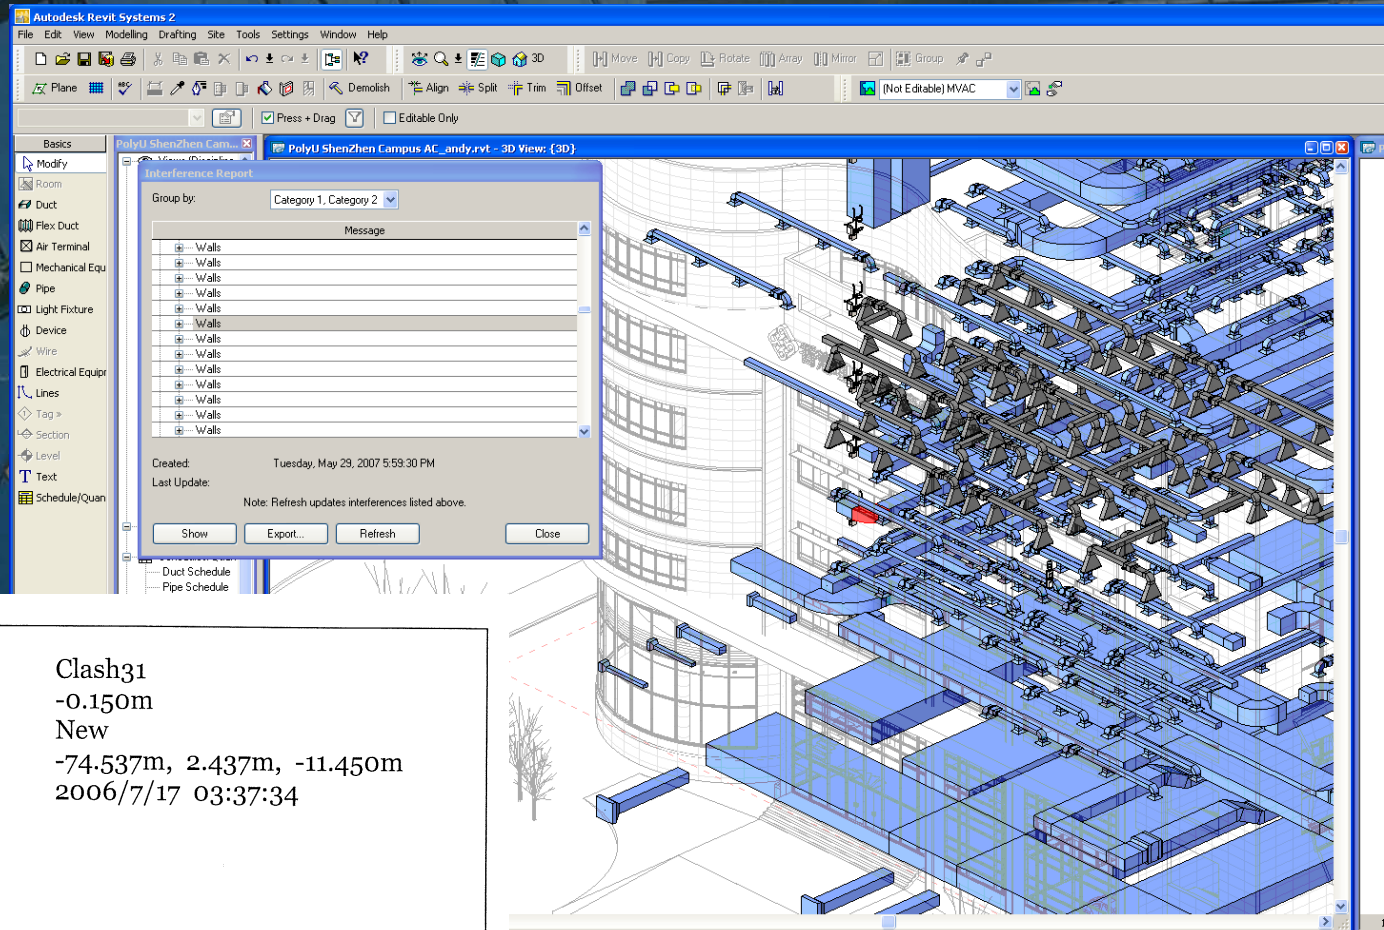 Autodesk Revit Systems 2
File Edit View Modelling Drafting Site Tools Settings Window Help
3D Move Copy Rotate Array Mirror Group
Plane Demolish Align Split Trim Offset (Not Editable) MVAC
Press + Drag Editable Only
Basics
Modify
Room
Duct
Flex Duct
Air Terminal
Mechanical Equ
Pipe
Light Fixture
Device
Wire
Electrical Equipr
Lines
Tag »
Section
Level
Text
Schedule/Quan
PolyU ShenZhen Cam...
PolyU ShenZhen Campus AC_andy.rvt - 3D View: {3D}
Interference Report
Group by: Category 1, Category 2
Message
Walls
Walls
Walls
Walls
Walls
Walls
Walls
Walls
Walls
Walls
Walls
Walls
Walls
Created: Tuesday, May 29, 2007 5:59:30 PM
Last Update:
Note: Refresh updates interferences listed above.
Show Export... Refresh Close
Duct Schedule
Pipe Schedule
Clash31
-0.150m
New
-74.537m, 2.437m, -11.450m
2006/7/17 03:37:34